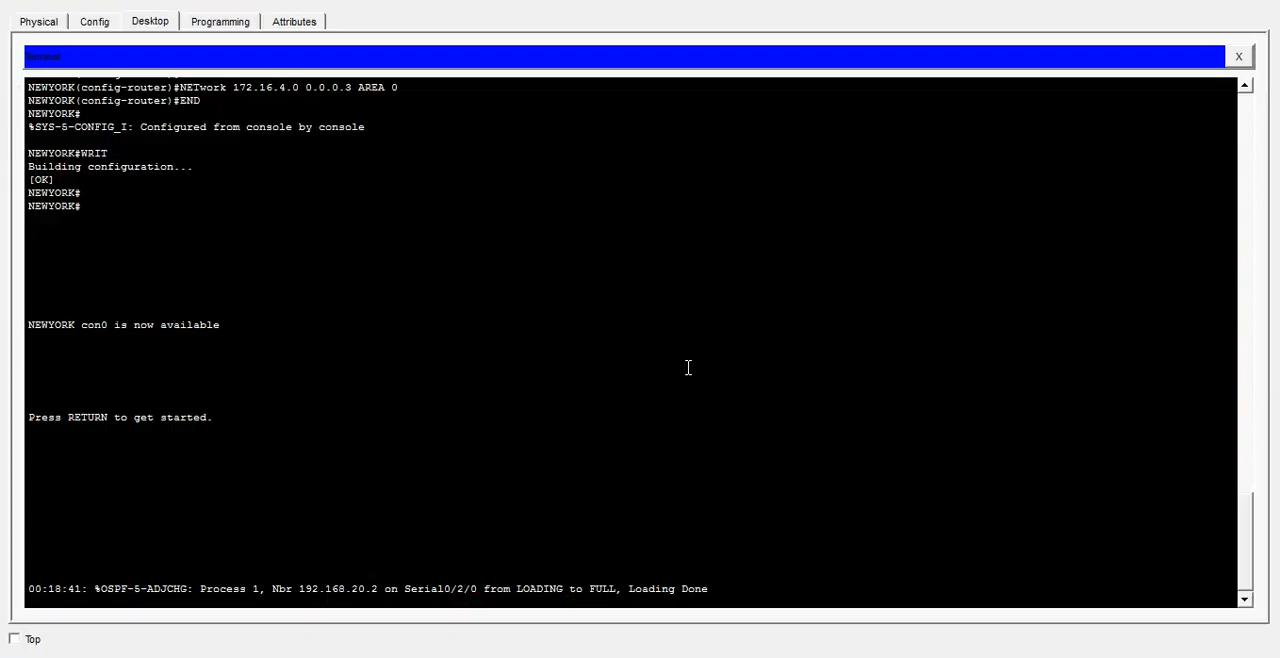 Physical Config Desktop Programming Attributes
Terminal
X
NEWYORK(config-router)#NETwork 172.16.4.0 0.0.0.3 AREA 0
NEWYORK(config-router)#END
NEWYORK#
%SYS-5-CONFIG_I: Configured from console by console
NEWYORK#WRIT
Building configuration...
[OK]
NEWYORK#
NEWYORK#
NEWYORK con0 is now available
Press RETURN to get started.
00:18:41: %OSPF-5-ADJCHG: Process 1, Nbr 192.168.20.2 on Serial0/2/0 from LOADING to FULL, Loading Done
Top